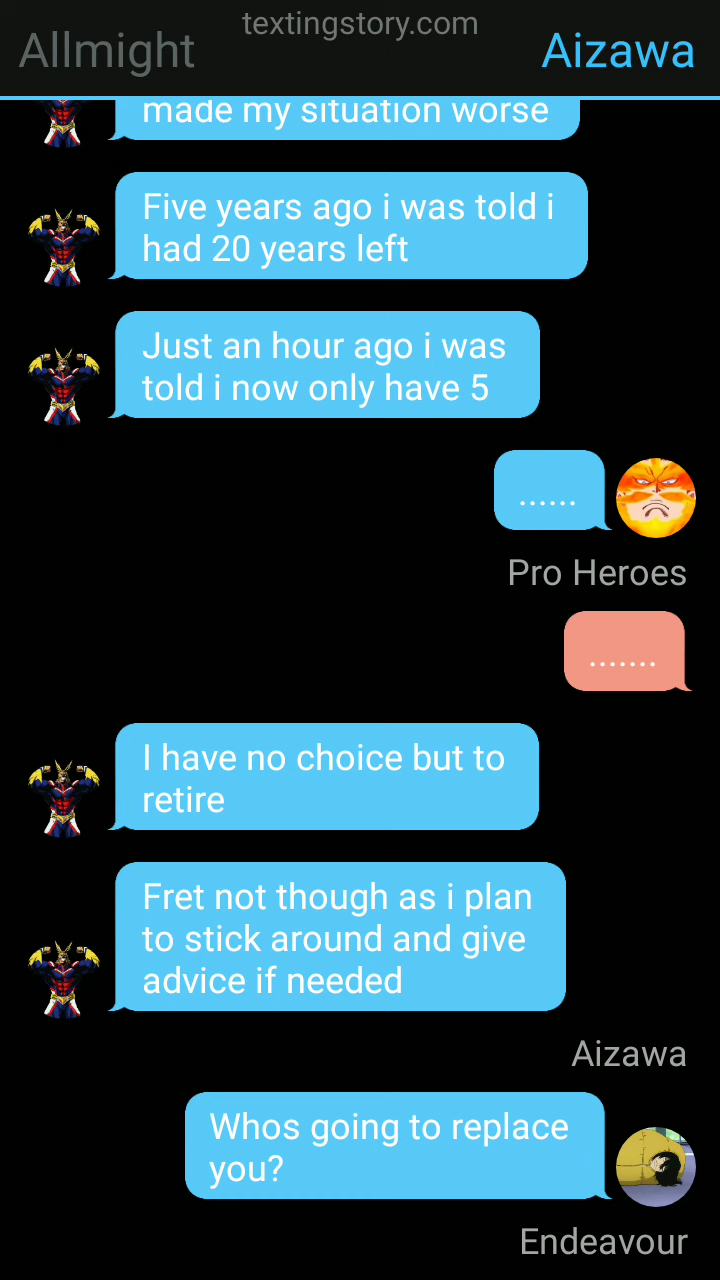 textingstory.com
Allmight
Aizawa
made my situation worse
Five years ago i was told i
had 20 years left
Just an hour ago i was
told i now only have 5
......
Pro Heroes
.......
I have no choice but to
retire
Fret not though as i plan
to stick around and give
advice if needed
Aizawa
Whos going to replace
you?
Endeavour